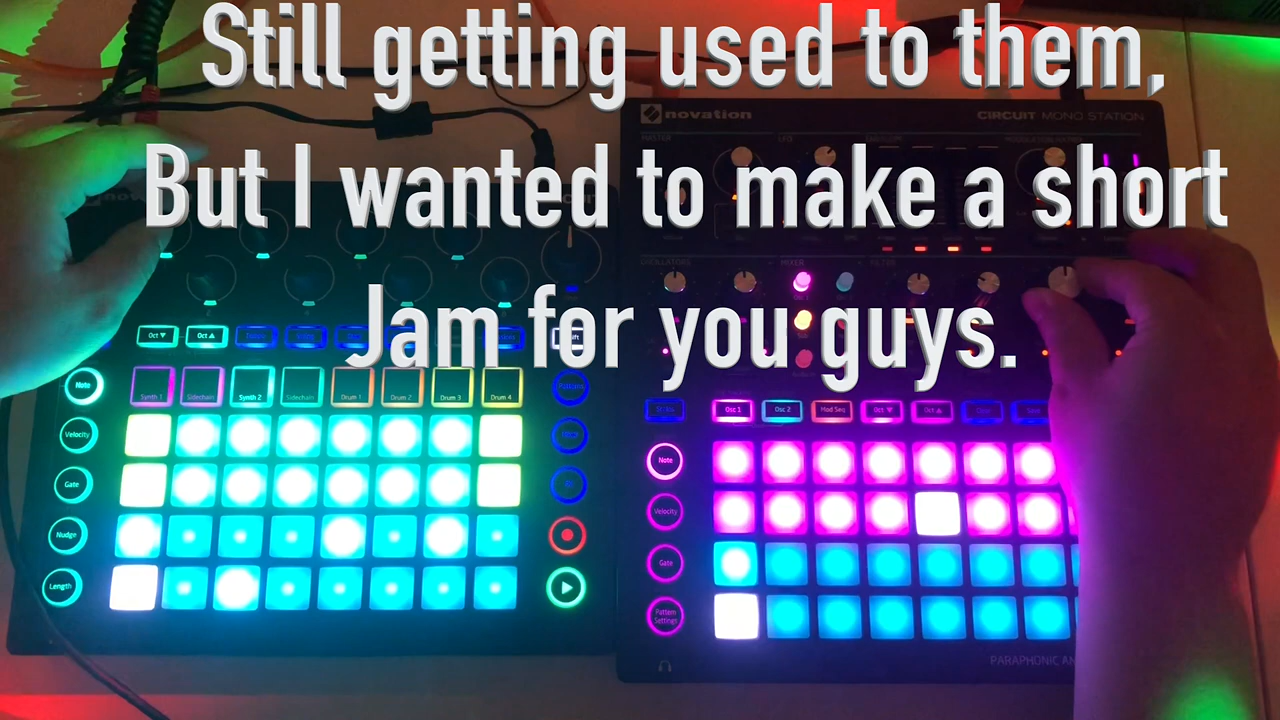 Still getting used to them,
novation
CIRCUIT MONO STATION
But I wanted to make a short
OSCILLATORS
MIXER
FILTER
Jam for you guys.
Oct ▼ Oct ▲
Note
Synth 1 Sidechain Synth 2 Sidechain Drum 1 Drum 2 Drum 3 Drum 4
Velocity
Gate
Nudge
Length
Osc 1 Osc 2 Mod Seq Oct ▼ Oct ▲
Note
Velocity
Gate
Pattern
Settings
PARAPHONIC AN